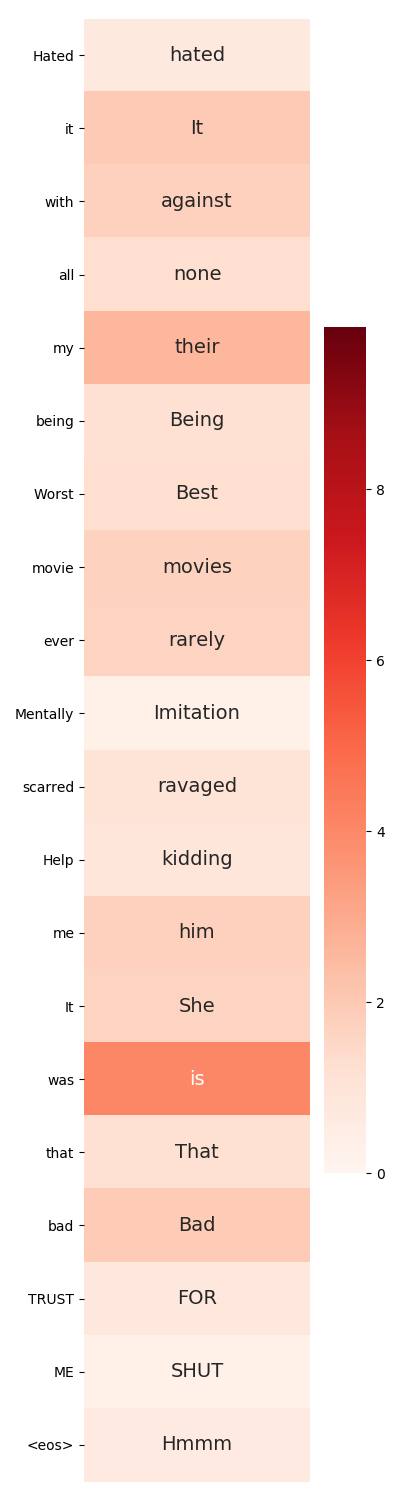 Hated hated
it It
with against
all none
my their
being Being
Worst Best
movie movies
ever rarely
Mentally Imitation
scarred ravaged
Help kidding
me him
It She
was is
that That
bad Bad
TRUST FOR
ME SHUT
<eos> Hmmm
8
6
4
2
0